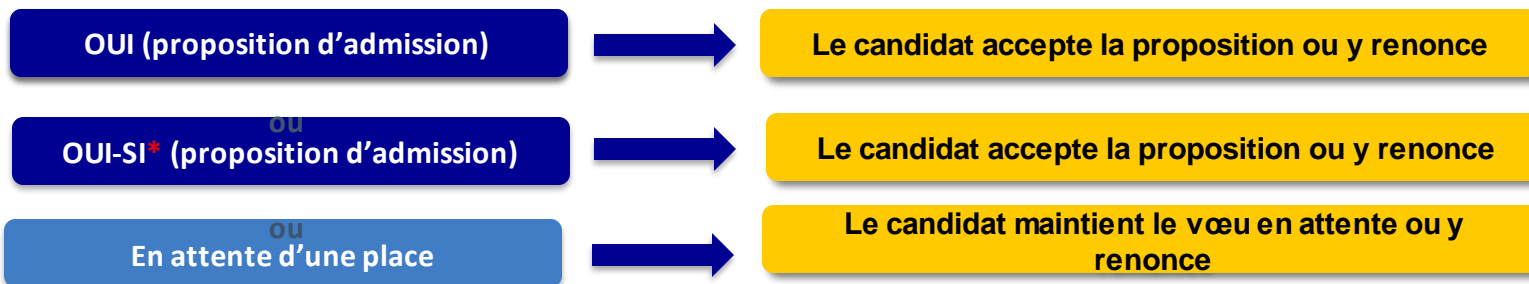 OUI (proposition d’admission)
Le candidat accepte la proposition ou y renonce
ou
OUI-SI* (proposition d’admission)
Le candidat accepte la proposition ou y renonce
ou
En attente d’une place
Le candidat maintient le vœu en attente ou y
renonce